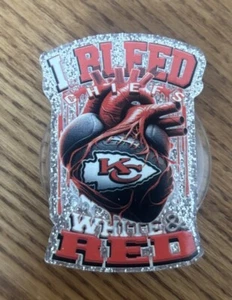 I BLEED
CHIEFS
KC
WHITE &
RED